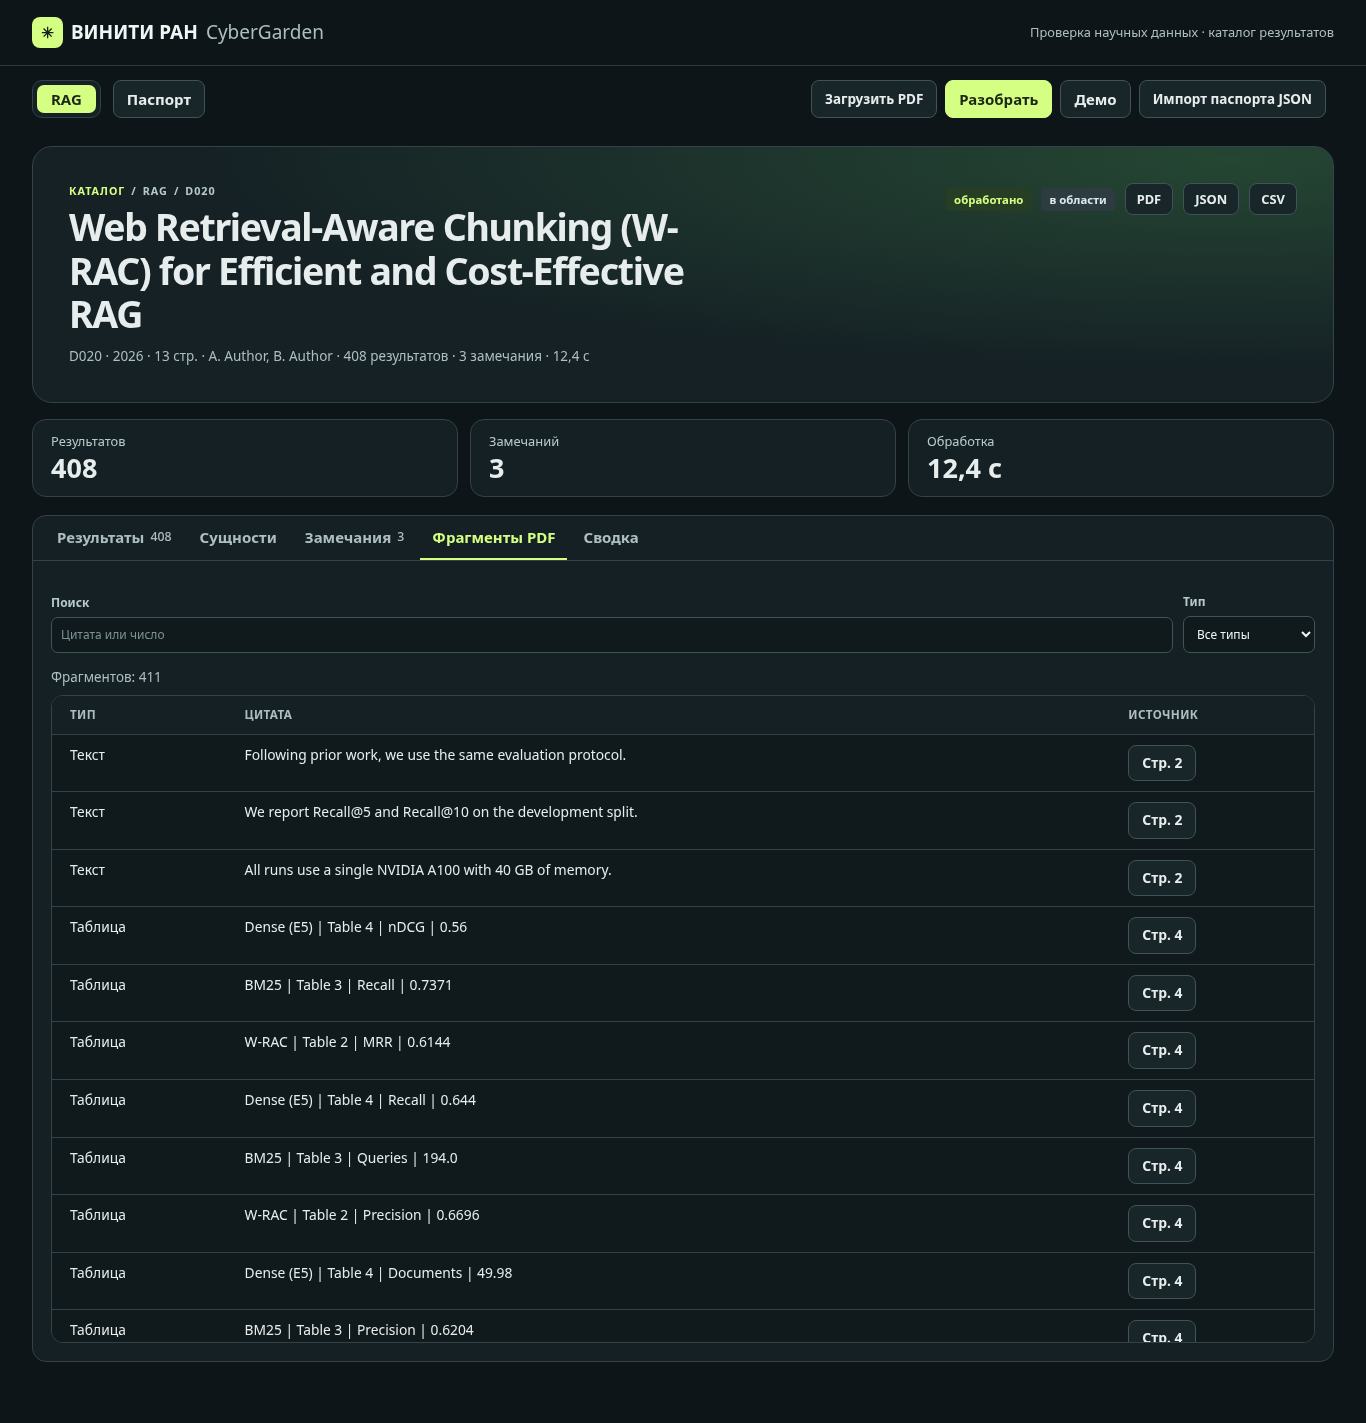 ВИНИТИ РАН CyberGarden
Проверка научных данных · каталог результатов
RAG
Паспорт
Загрузить PDF
Разобрать
Демо
Импорт паспорта JSON
КАТАЛОГ / RAG / D020
обработано
в области
PDF
JSON
CSV
Web Retrieval-Aware Chunking (W-
RAC) for Efficient and Cost-Effective
RAG
D020 · 2026 · 13 стр. · A. Author, B. Author · 408 результатов · 3 замечания · 12,4 с
Результатов
408
Замечаний
3
Обработка
12,4 с
Результаты 408
Сущности
Замечания 3
Фрагменты PDF
Сводка
Поиск
Цитата или число
Тип
Все типы
Фрагментов: 411
ТИП ЦИТАТА ИСТОЧНИК
Текст Following prior work, we use the same evaluation protocol. Стр. 2
Текст We report Recall@5 and Recall@10 on the development split. Стр. 2
Текст All runs use a single NVIDIA A100 with 40 GB of memory. Стр. 2
Таблица Dense (E5) | Table 4 | nDCG | 0.56 Стр. 4
Таблица BM25 | Table 3 | Recall | 0.7371 Стр. 4
Таблица W-RAC | Table 2 | MRR | 0.6144 Стр. 4
Таблица Dense (E5) | Table 4 | Recall | 0.644 Стр. 4
Таблица BM25 | Table 3 | Queries | 194.0 Стр. 4
Таблица W-RAC | Table 2 | Precision | 0.6696 Стр. 4
Таблица Dense (E5) | Table 4 | Documents | 49.98 Стр. 4
Таблица BM25 | Table 3 | Precision | 0.6204 Стр. 4